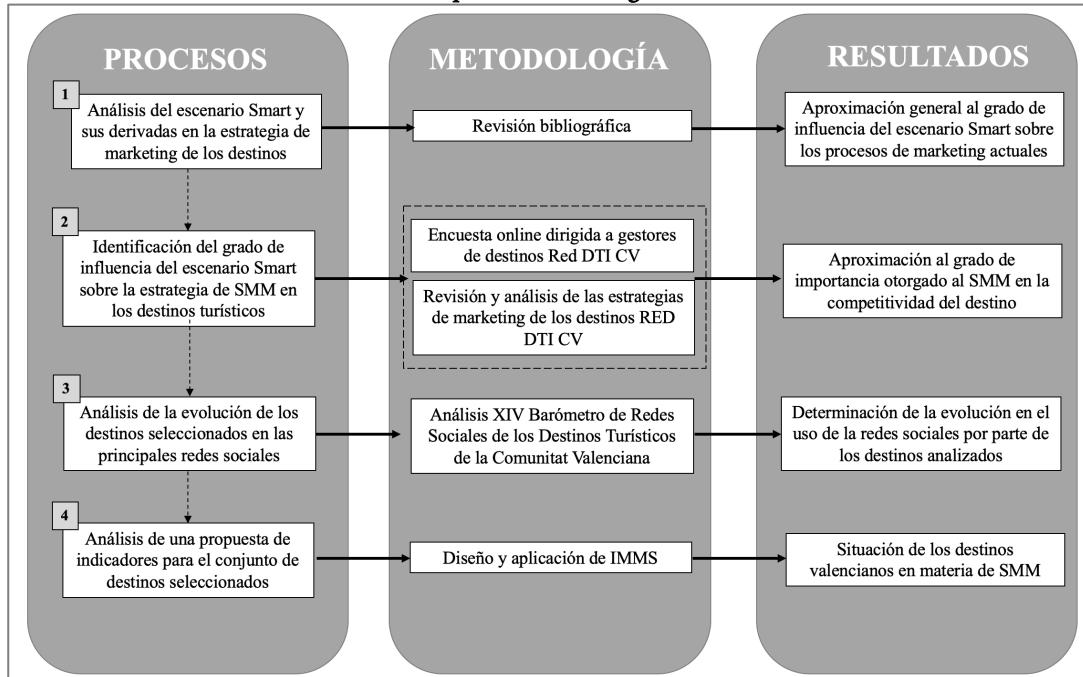 PROCESOS
METODOLOGÍA
RESULTADOS
1
Análisis del escenario Smart y
sus derivadas en la estrategia de
marketing de los destinos
Revisión bibliográfica
Aproximación general al grado de
influencia del escenario Smart sobre
los procesos de marketing actuales
2
Identificación del grado de
influencia del escenario Smart
sobre la estrategia de SMM en
los destinos turísticos
Encuesta online dirigida a gestores
de destinos Red DTI CV
Revisión y análisis de las estrategias
de marketing de los destinos RED
DTI CV
Aproximación al grado de
importancia otorgado al SMM en la
competitividad del destino
3
Análisis de la evolución de los
destinos seleccionados en las
principales redes sociales
Análisis XIV Barómetro de Redes
Sociales de los Destinos Turísticos
de la Comunitat Valenciana
Determinación de la evolución en el
uso de la redes sociales por parte de
los destinos analizados
4
Análisis de una propuesta de
indicadores para el conjunto de
destinos seleccionados
Diseño y aplicación de IMMS
Situación de los destinos
valencianos en materia de SMM